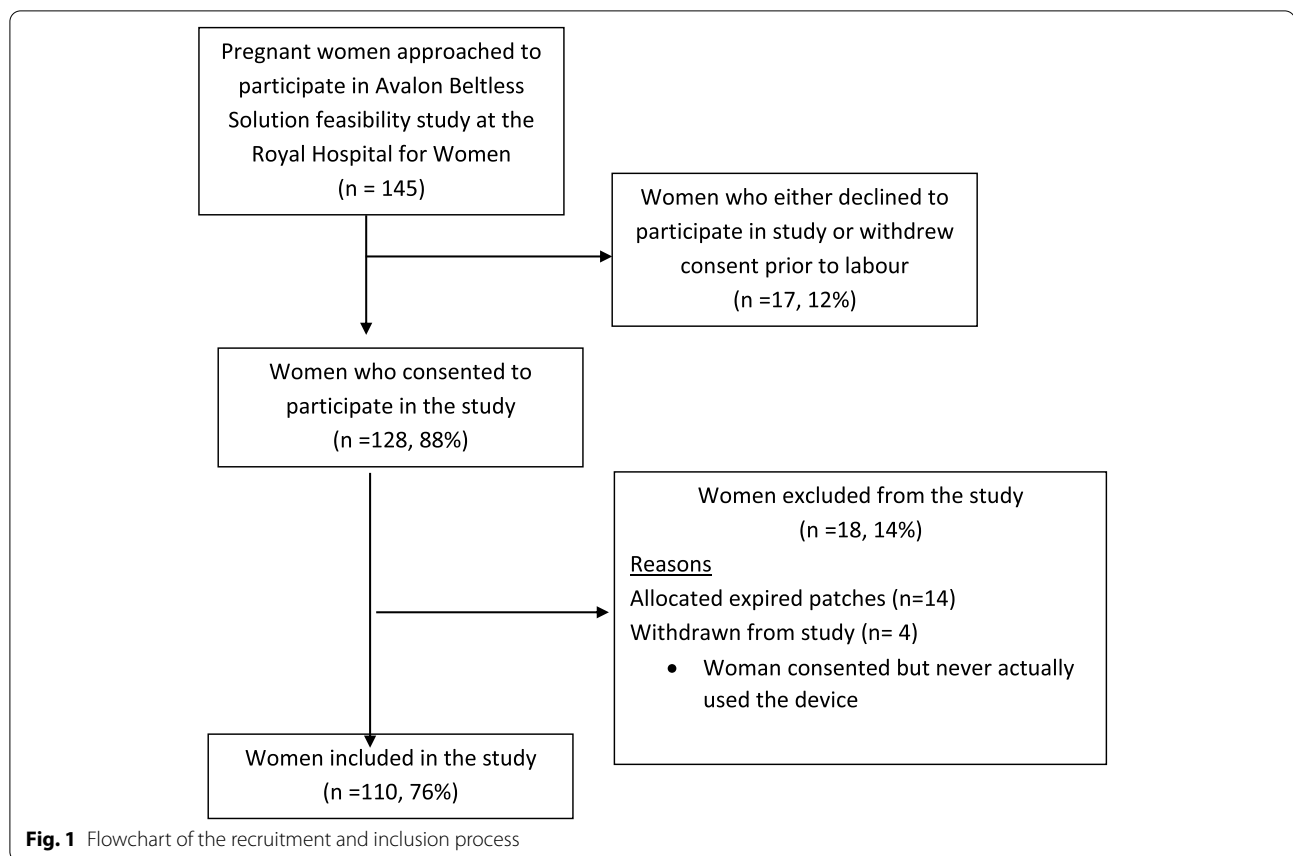 Pregnant women approached to
participate in Avalon Beltless
Solution feasibility study at the
Royal Hospital for Women
(n = 145)
Women who either declined to
participate in study or withdrew
consent prior to labour
(n =17, 12%)
Women who consented to
participate in the study
(n =128, 88%)
Women excluded from the study
(n =18, 14%)
Reasons
Allocated expired patches (n=14)
Withdrawn from study (n= 4)
• Woman consented but never actually
used the device
Women included in the study
(n =110, 76%)
Fig. 1 Flowchart of the recruitment and inclusion process